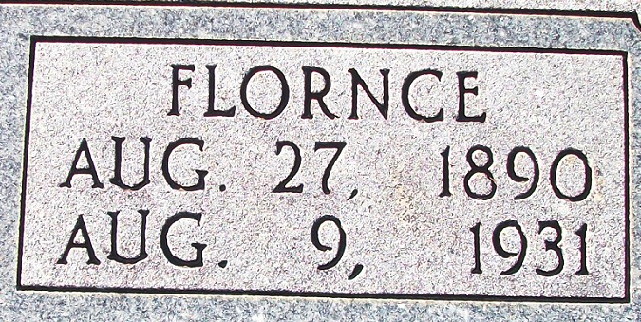 FLORNCE
AUG. 27, 1890
AUG. 9, 1931